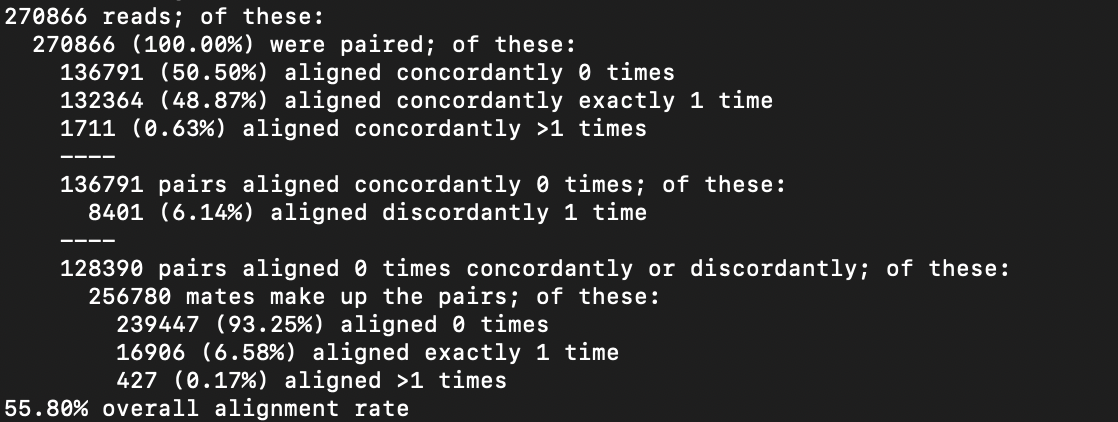 270866 reads; of these:
270866 (100.00%) were paired; of these:
136791 (50.50%) aligned concordantly 0 times
132364 (48.87%) aligned concordantly exactly 1 time
1711 (0.63%) aligned concordantly >1 times
----
136791 pairs aligned concordantly 0 times; of these:
8401 (6.14%) aligned discordantly 1 time
----
128390 pairs aligned 0 times concordantly or discordantly; of these:
256780 mates make up the pairs; of these:
239447 (93.25%) aligned 0 times
16906 (6.58%) aligned exactly 1 time
427 (0.17%) aligned >1 times
55.80% overall alignment rate